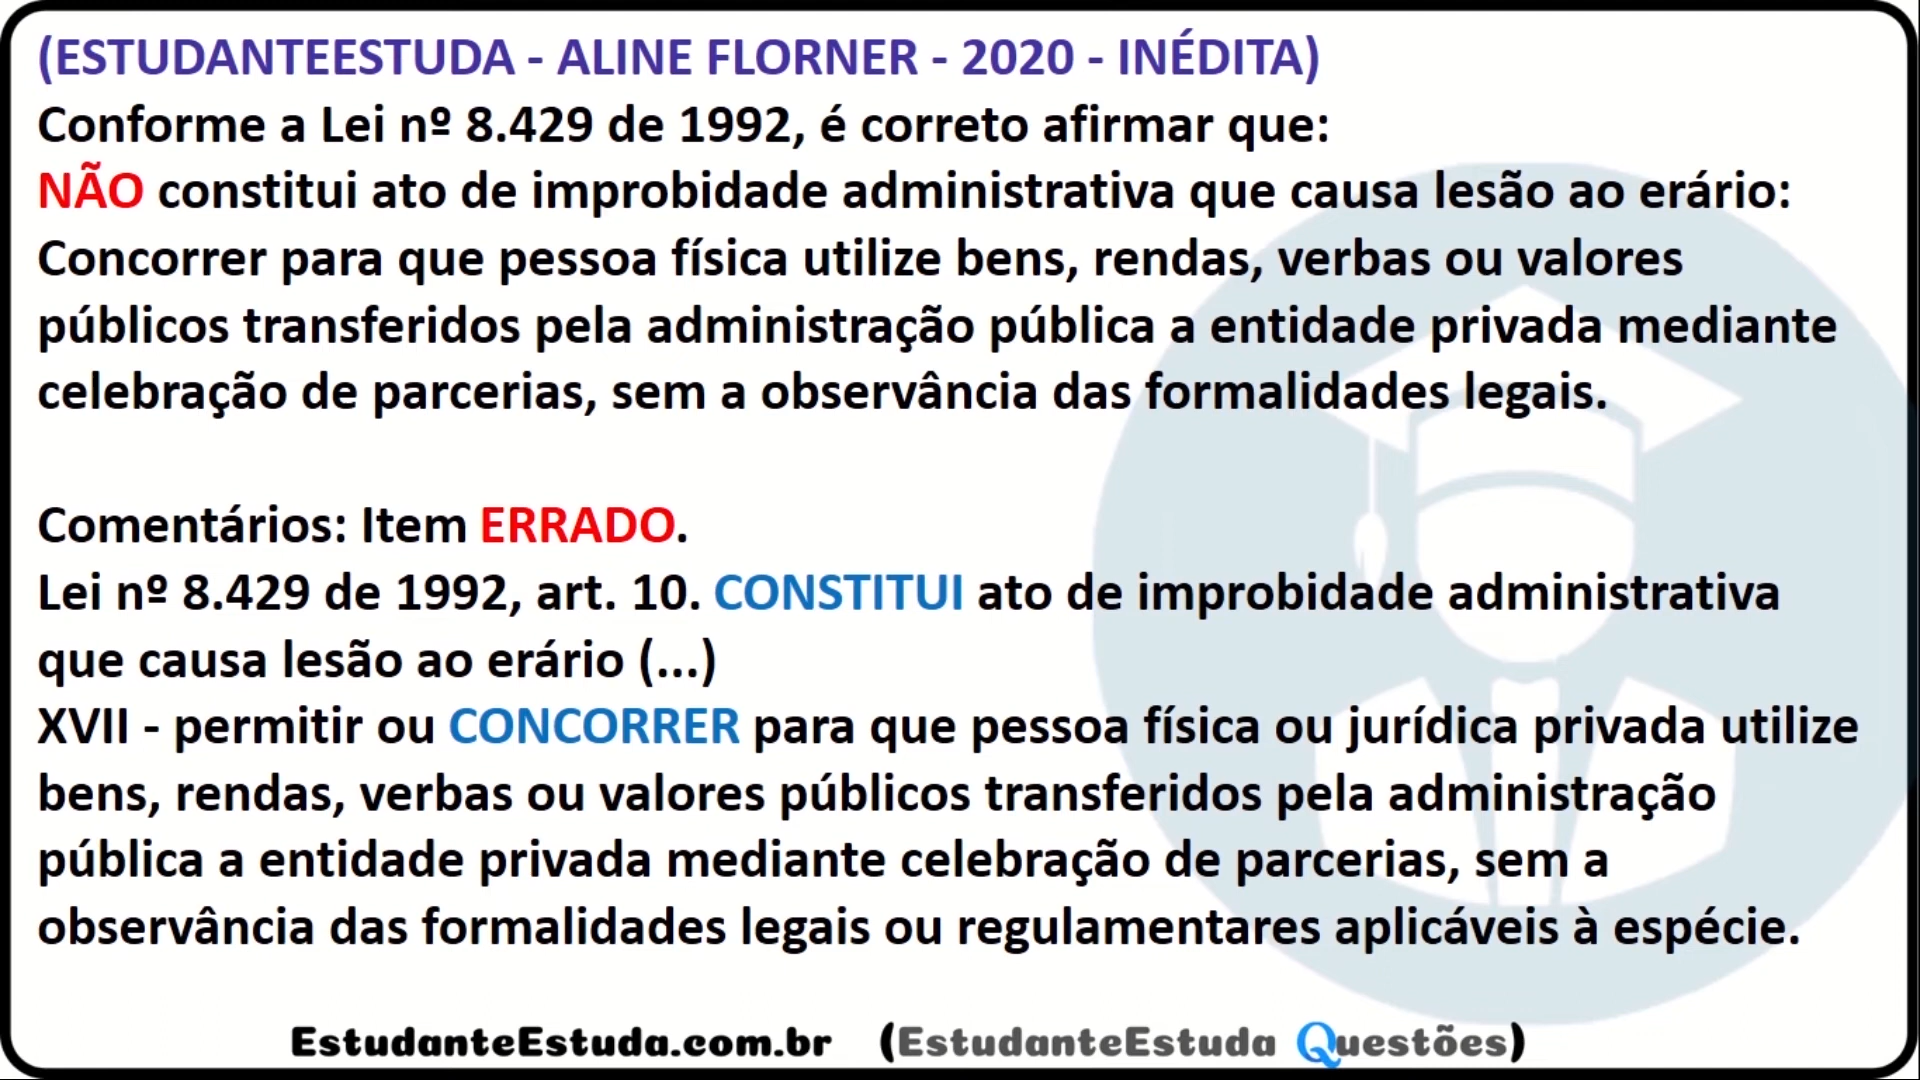 (ESTUDANTEESTUDA - ALINE FLORNER - 2020 - INÉDITA)
Conforme a Lei nº 8.429 de 1992, é correto afirmar que:
NÃO constitui ato de improbidade administrativa que causa lesão ao erário:
Concorrer para que pessoa física utilize bens, rendas, verbas ou valores
públicos transferidos pela administração pública a entidade privada mediante
celebração de parcerias, sem a observância das formalidades legais.
Comentários: Item ERRADO.
Lei nº 8.429 de 1992, art. 10. CONSTITUI ato de improbidade administrativa
que causa lesão ao erário (...)
XVII - permitir ou CONCORRER para que pessoa física ou jurídica privada utilize
bens, rendas, verbas ou valores públicos transferidos pela administração
pública a entidade privada mediante celebração de parcerias, sem a
observância das formalidades legais ou regulamentares aplicáveis à espécie.
EstudanteEstuda.com.br (EstudanteEstuda Questões)